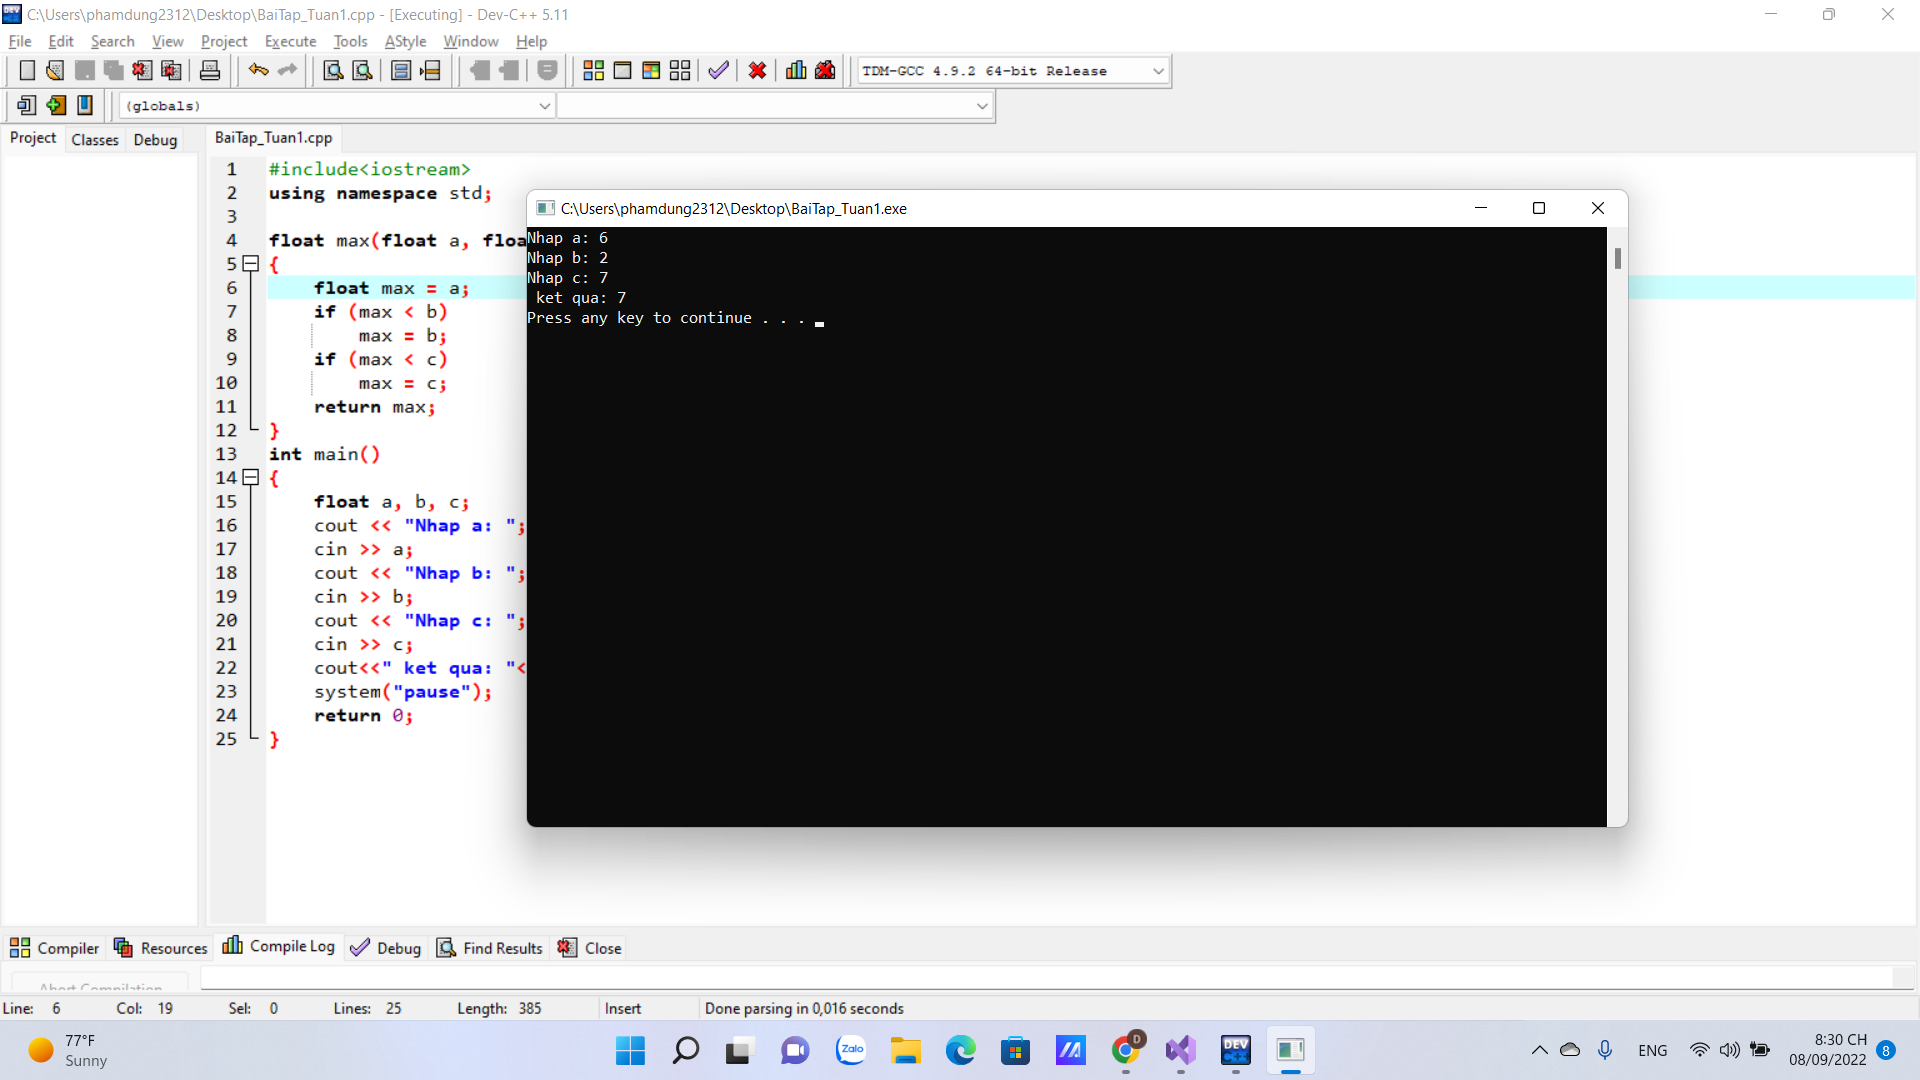 C:\Users\phamdung2312\Desktop\BaiTap_Tuan1.cpp - [Executing] - Dev-C++ 5.11
File Edit Search View Project Execute Tools AStyle Window Help
TDM-GCC 4.9.2 64-bit Release
(globals)
Project Classes Debug
BaiTap_Tuan1.cpp
1 #include<iostream>
2 using namespace std;
3
4 float max(float a, floa
5 {
6 float max = a;
7 if (max < b)
8 max = b;
9 if (max < c)
10 max = c;
11 return max;
12 }
13 int main()
14 {
15 float a, b, c;
16 cout << "Nhap a: ";
17 cin >> a;
18 cout << "Nhap b: ";
19 cin >> b;
20 cout << "Nhap c: ";
21 cin >> c;
22 cout<<" ket qua: "<
23 system("pause");
24 return 0;
25 }
C:\Users\phamdung2312\Desktop\BaiTap_Tuan1.exe
Nhap a: 6
Nhap b: 2
Nhap c: 7
ket qua: 7
Press any key to continue . . .
Compiler Resources Compile Log Debug Find Results Close
Abort Compilation
Line: 6 Col: 19 Sel: 0 Lines: 25 Length: 385 Insert Done parsing in 0,016 seconds
77°F
Sunny
Zalo
D
DEV
C++
ENG
8:30 CH
08/09/2022
8